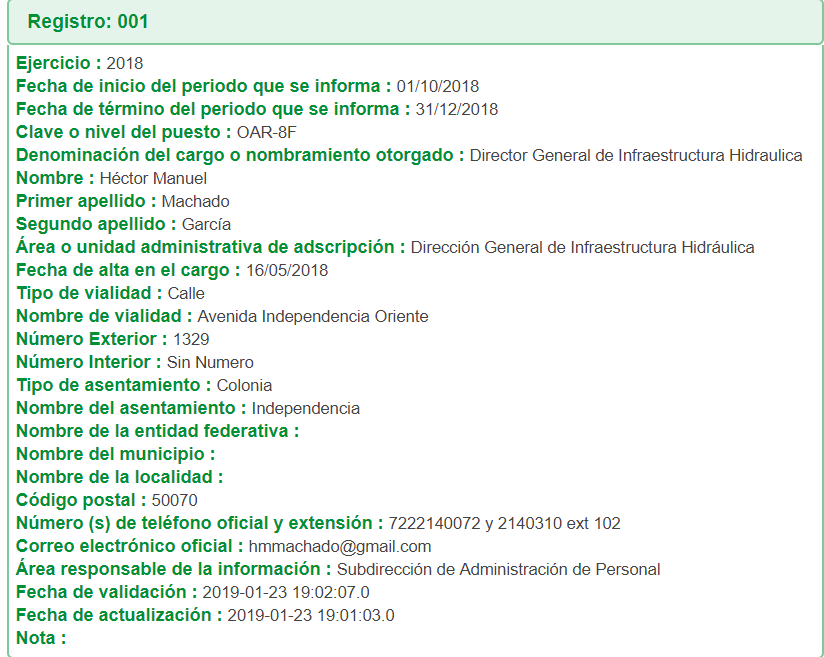 Registro: 001
Ejercicio : 2018
Fecha de inicio del periodo que se informa : 01/10/2018
Fecha de término del periodo que se informa : 31/12/2018
Clave o nivel del puesto : OAR-8F
Denominación del cargo o nombramiento otorgado : Director General de Infraestructura Hidraulica
Nombre : Héctor Manuel
Primer apellido : Machado
Segundo apellido : García
Área o unidad administrativa de adscripción : Dirección General de Infraestructura Hidráulica
Fecha de alta en el cargo : 16/05/2018
Tipo de vialidad : Calle
Nombre de vialidad : Avenida Independencia Oriente
Número Exterior : 1329
Número Interior : Sin Numero
Tipo de asentamiento : Colonia
Nombre del asentamiento : Independencia
Nombre de la entidad federativa :
Nombre del municipio :
Nombre de la localidad :
Código postal : 50070
Número (s) de teléfono oficial y extensión : 7222140072 y 2140310 ext 102
Correo electrónico oficial : hmmachado@gmail.com
Área responsable de la información : Subdirección de Administración de Personal
Fecha de validación : 2019-01-23 19:02:07.0
Fecha de actualización : 2019-01-23 19:01:03.0
Nota :